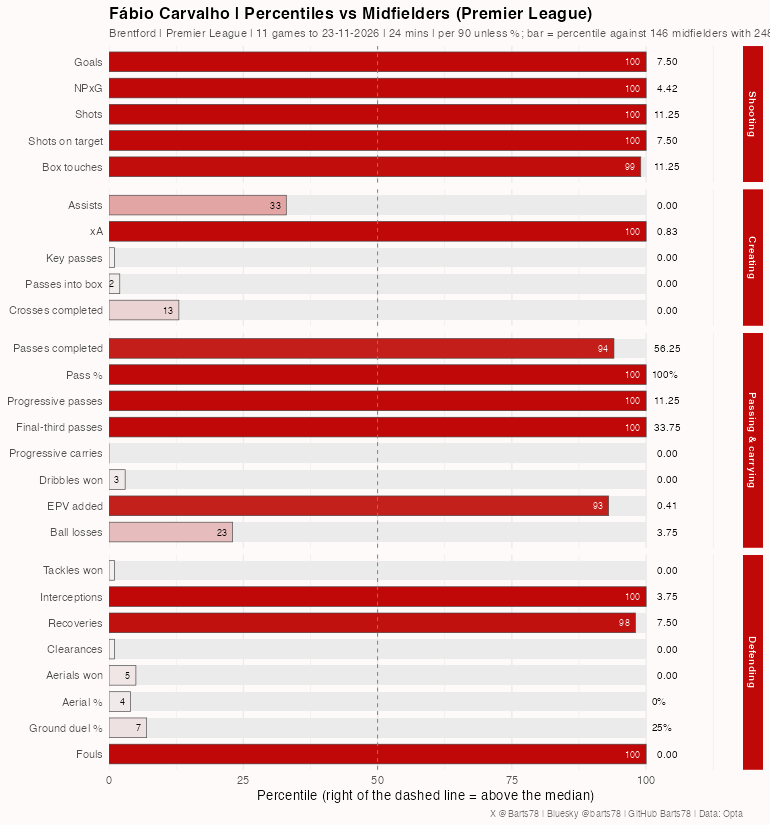 Fábio Carvalho | Percentiles vs Midfielders (Premier League)
Brentford | Premier League | 11 games to 23-11-2026 | 24 mins | per 90 unless %; bar = percentile against 146 midfielders with 248
Goals 100 7.50
NPxG 100 4.42
Shots 100 11.25
Shots on target 100 7.50
Box touches 99 11.25
Shooting
Assists 33 0.00
xA 100 0.83
Key passes 0.00
Passes into box 2 0.00
Crosses completed 13 0.00
Creating
Passes completed 94 56.25
Pass % 100 100%
Progressive passes 100 11.25
Final-third passes 100 33.75
Progressive carries 0.00
Dribbles won 3 0.00
EPV added 93 0.41
Ball losses 23 3.75
Passing & carrying
Tackles won 0.00
Interceptions 100 3.75
Recoveries 98 7.50
Clearances 0.00
Aerials won 5 0.00
Aerial % 4 0%
Ground duel % 7 25%
Fouls 100 0.00
Defending
0 25 50 75 100
Percentile (right of the dashed line = above the median)
X @Barts78 | Bluesky @barts78 | GitHub Barts78 | Data: Opta